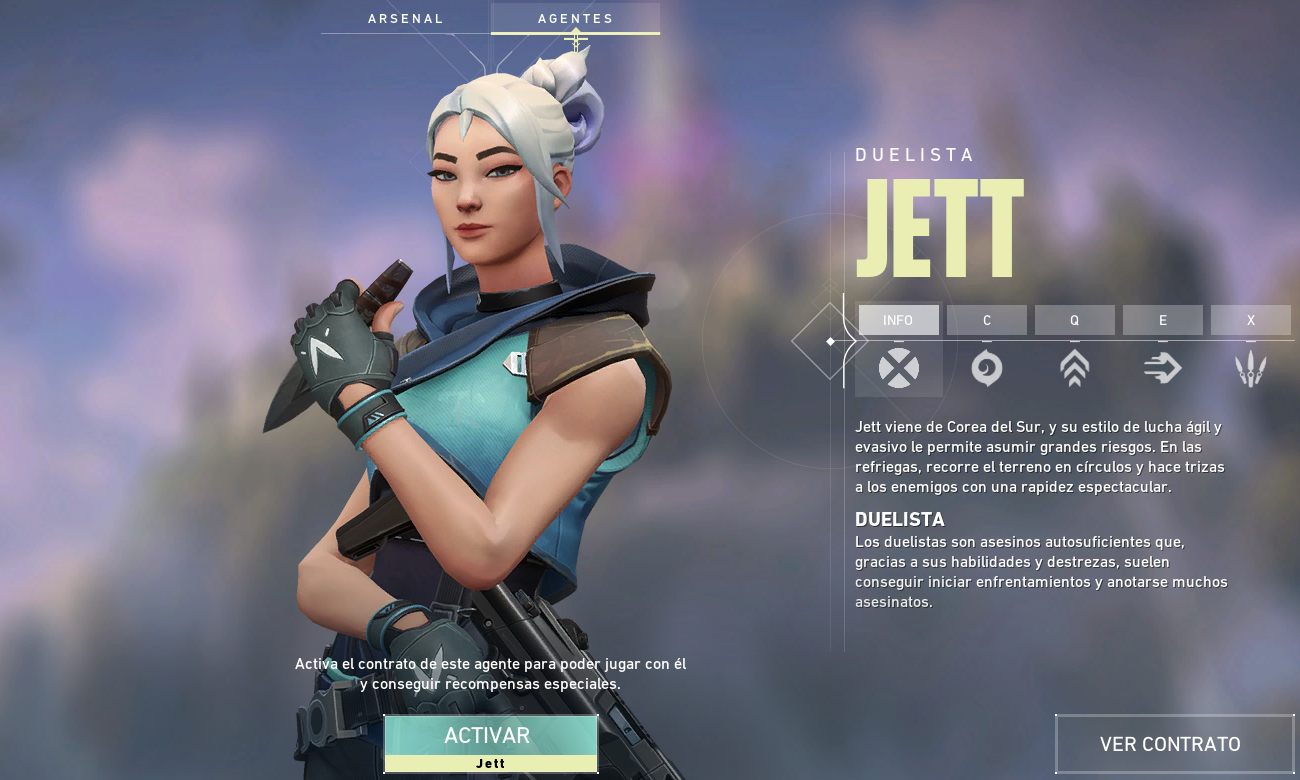 ARSENAL
AGENTES
DUELISTA
JETT
INFO
C
Q
E
X
Jett viene de Corea del Sur, y su estilo de lucha ágil y
evasivo le permite asumir grandes riesgos. En las
refriegas, recorre el terreno en círculos y hace trizas
a los enemigos con una rapidez espectacular.
DUELISTA
Los duelistas son asesinos autosuficientes que,
gracias a sus habilidades y destrezas, suelen
conseguir iniciar enfrentamientos y anotarse muchos
asesinatos.
Activa el contrato de este agente para poder jugar con él
y conseguir recompensas especiales.
ACTIVAR
Jett
VER CONTRATO